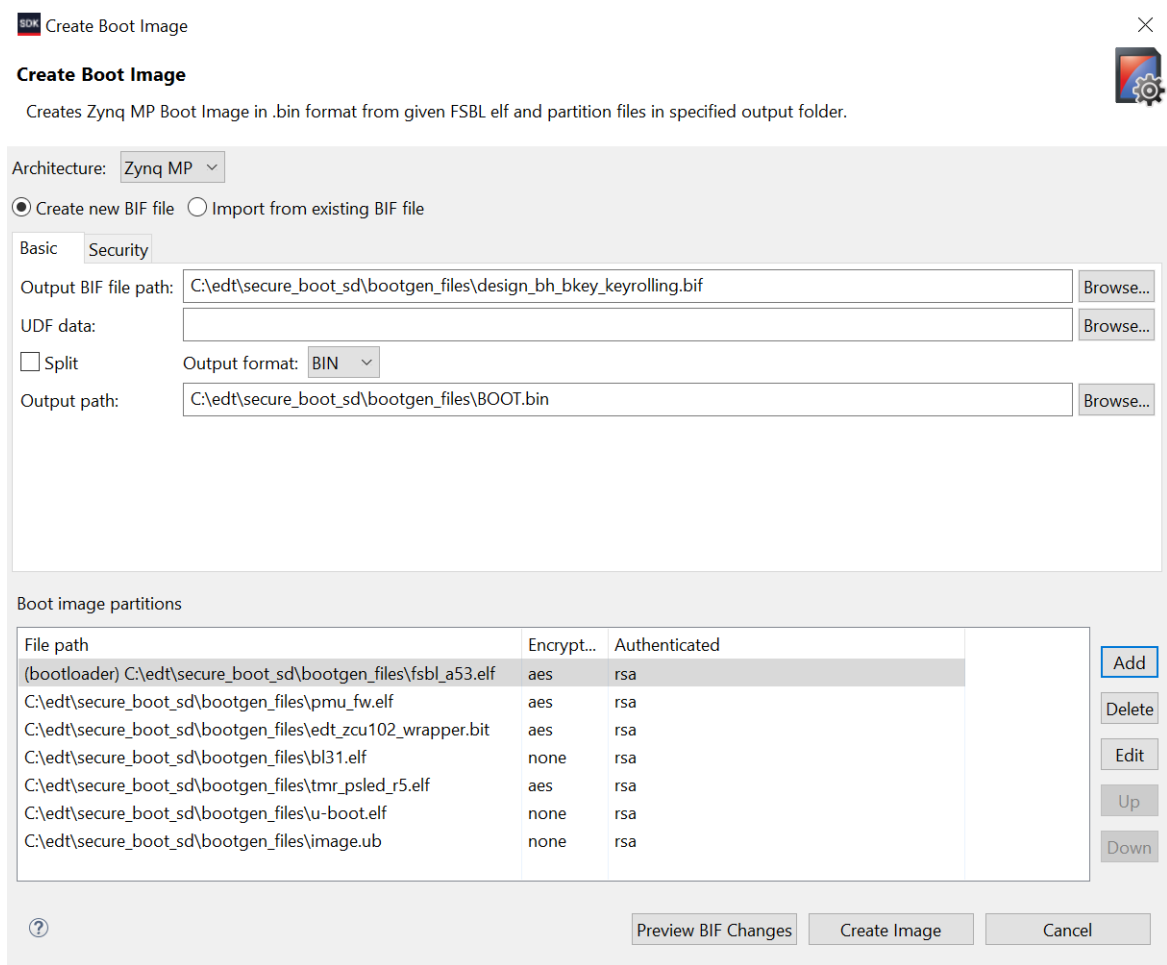 SDK Create Boot Image
Create Boot Image
Creates Zynq MP Boot Image in .bin format from given FSBL elf and partition files in specified output folder.
Architecture: Zynq MP
Create new BIF file Import from existing BIF file
Basic Security
Output BIF file path: C:\edt\secure_boot_sd\bootgen_files\design_bh_bkey_keyrolling.bif Browse...
UDF data: Browse...
Split Output format: BIN
Output path: C:\edt\secure_boot_sd\bootgen_files\BOOT.bin Browse...
Boot image partitions
File path Encrypt... Authenticated
(bootloader) C:\edt\secure_boot_sd\bootgen_files\fsbl_a53.elf aes rsa
C:\edt\secure_boot_sd\bootgen_files\pmu_fw.elf aes rsa
C:\edt\secure_boot_sd\bootgen_files\edt_zcu102_wrapper.bit aes rsa
C:\edt\secure_boot_sd\bootgen_files\bl31.elf none rsa
C:\edt\secure_boot_sd\bootgen_files\tmr_psled_r5.elf aes rsa
C:\edt\secure_boot_sd\bootgen_files\u-boot.elf none rsa
C:\edt\secure_boot_sd\bootgen_files\image.ub none rsa
Add
Delete
Edit
Up
Down
? Preview BIF Changes Create Image Cancel